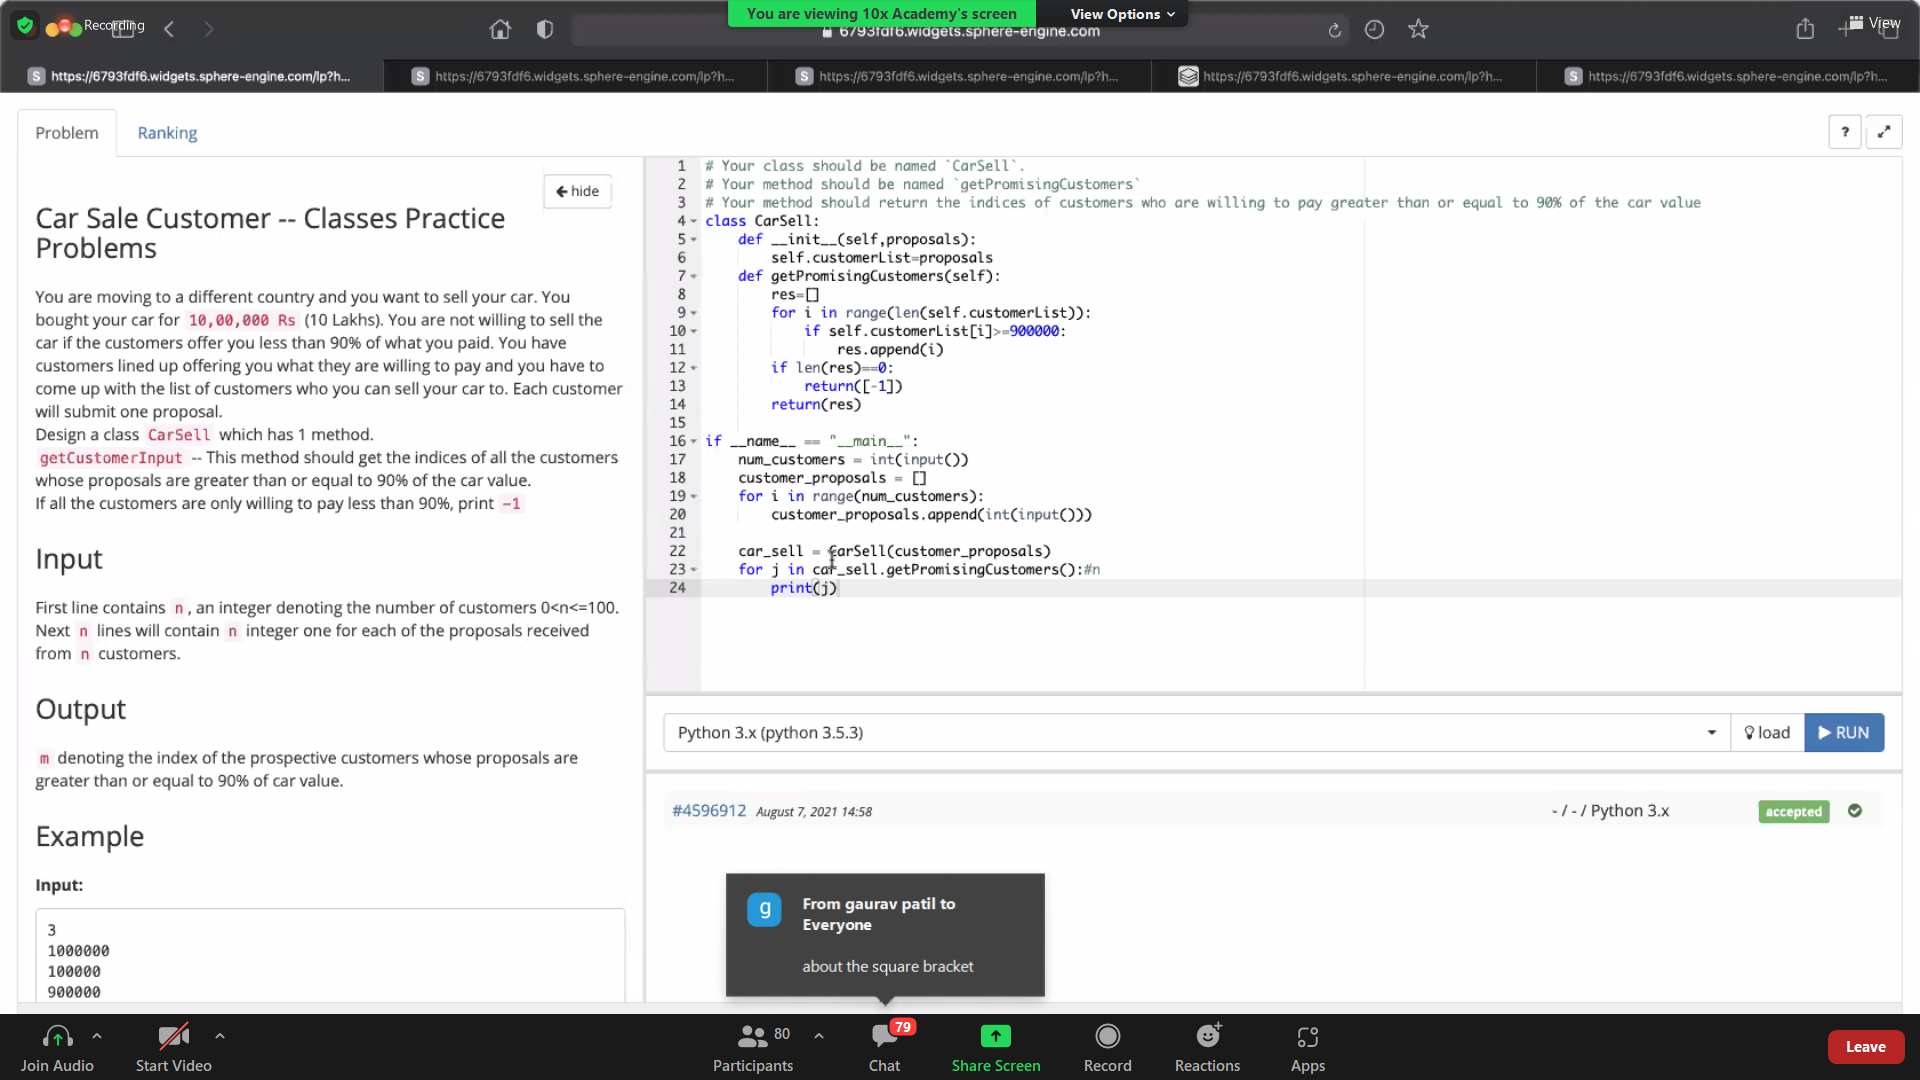 You are viewing 10x Academy's screen
View Options
Recording
6793fdf6.widgets.sphere-engine.com
View
S https://6793fdf6.widgets.sphere-engine.com/lp?h...
S https://6793fdf6.widgets.sphere-engine.com/lp?h...
S https://6793fdf6.widgets.sphere-engine.com/lp?h...
https://6793fdf6.widgets.sphere-engine.com/lp?h...
S https://6793fdf6.widgets.sphere-engine.com/lp?h...
Problem
Ranking
?
hide
Car Sale Customer -- Classes Practice
Problems
You are moving to a different country and you want to sell your car. You
bought your car for 10,00,000 Rs (10 Lakhs). You are not willing to sell the
car if the customers offer you less than 90% of what you paid. You have
customers lined up offering you what they are willing to pay and you have to
come up with the list of customers who you can sell your car to. Each customer
will submit one proposal.
Design a class CarSell which has 1 method.
getCustomerInput -- This method should get the indices of all the customers
whose proposals are greater than or equal to 90% of the car value.
If all the customers are only willing to pay less than 90%, print -1
Input
First line contains n, an integer denoting the number of customers 0<n<=100.
Next n lines will contain n integer one for each of the proposals received
from n customers.
Output
m denoting the index of the prospective customers whose proposals are
greater than or equal to 90% of car value.
Example
Input:
3
1000000
100000
900000
1 # Your class should be named `CarSell`.
2 # Your method should be named `getPromisingCustomers`
3 # Your method should return the indices of customers who are willing to pay greater than or equal to 90% of the car value
4 class CarSell:
5 def __init__(self,proposals):
6 self.customerList=proposals
7 def getPromisingCustomers(self):
8 res=[]
9 for i in range(len(self.customerList)):
10 if self.customerList[i]>=900000:
11 res.append(i)
12 if len(res)==0:
13 return([-1])
14 return(res)
15
16 if __name__ == "__main__":
17 num_customers = int(input())
18 customer_proposals = []
19 for i in range(num_customers):
20 customer_proposals.append(int(input()))
21
22 car_sell = CarSell(customer_proposals)
23 for j in car_sell.getPromisingCustomers():#n
24 print(j)
Python 3.x (python 3.5.3)
load
RUN
#4596912 August 7, 2021 14:58
- / - / Python 3.x
accepted
g
From gaurav patil to
Everyone
about the square bracket
Join Audio
Start Video
80
Participants
79
Chat
Share Screen
Record
Reactions
Apps
Leave